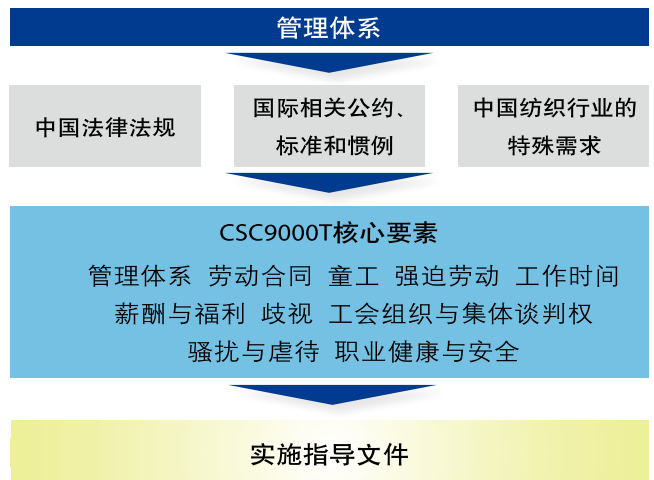 管理体系
中国法律法规
国际相关公约、
标准和惯例
中国纺织行业的
特殊需求
CSC9000T核心要素
管理体系 劳动合同 童工 强迫劳动 工作时间
薪酬与福利 歧视 工会组织与集体谈判权
骚扰与虐待 职业健康与安全
实施指导文件